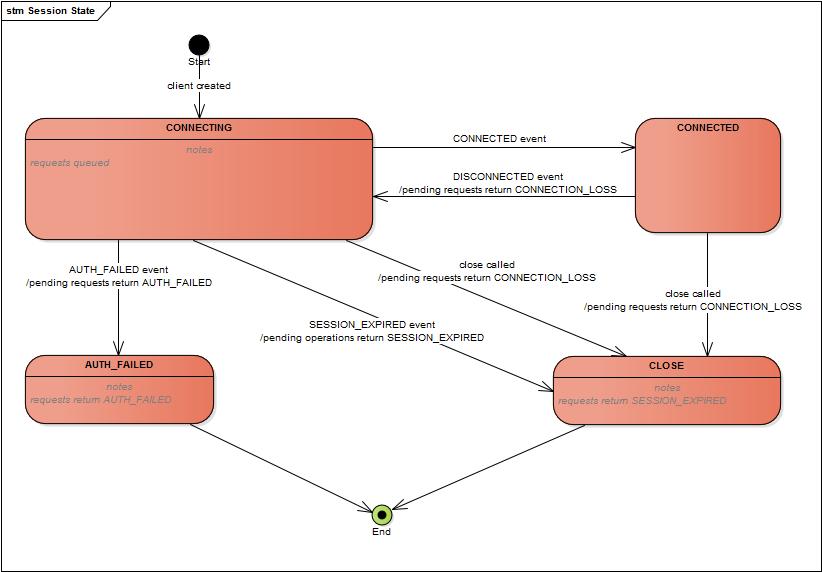 stm Session State
Start
client created
CONNECTING
notes
requests queued
CONNECTED event
CONNECTED
DISCONNECTED event
/pending requests return CONNECTION_LOSS
AUTH_FAILED event
/pending requests return AUTH_FAILED
close called
/pending requests return CONNECTION_LOSS
close called
/pending requests return CONNECTION_LOSS
SESSION_EXPIRED event
/pending operations return SESSION_EXPIRED
AUTH_FAILED
notes
requests return AUTH_FAILED
CLOSE
notes
requests return SESSION_EXPIRED
End